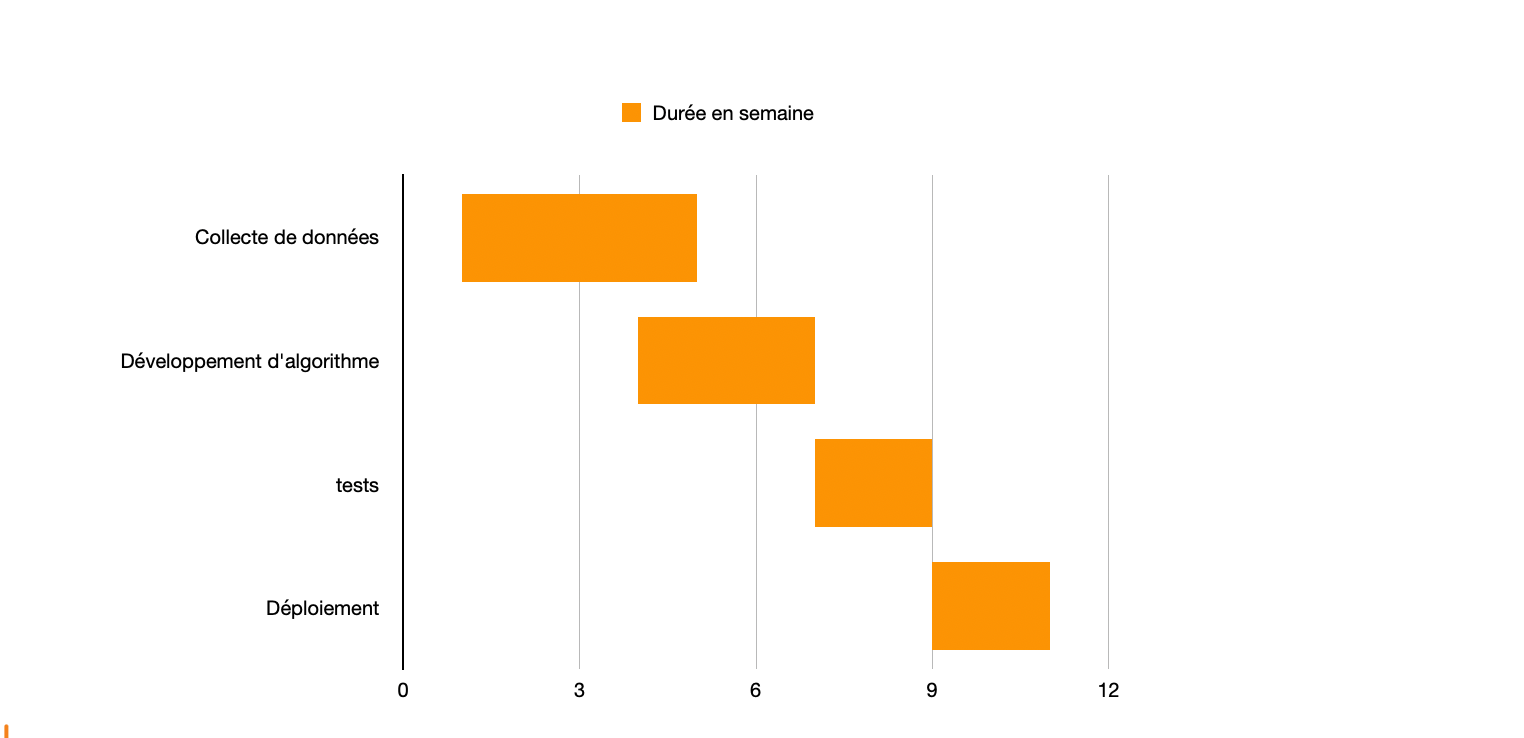 Durée en semaine
Collecte de données
Développement d'algorithme
tests
Déploiement
0 3 6 9 12